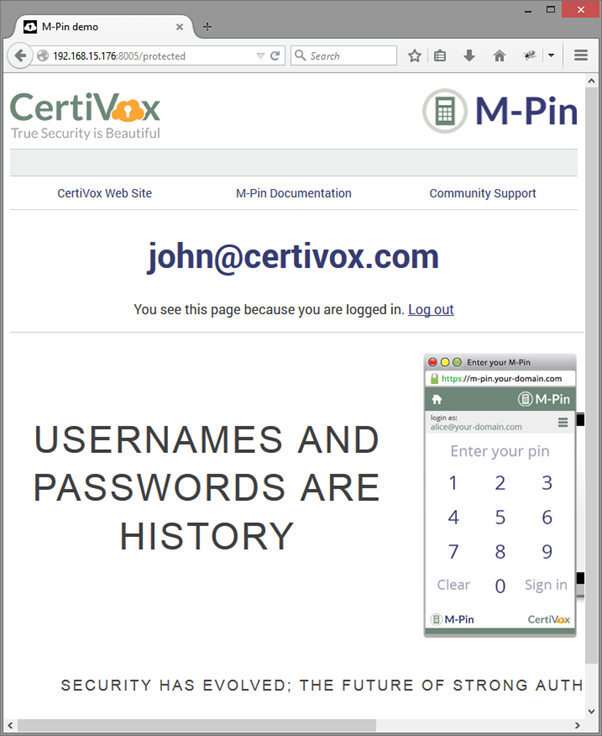 M-Pin demo
192.168.15.176:8005/protected
Search
CertiVox
True Security is Beautiful
M-Pin
CertiVox Web Site M-Pin Documentation Community Support
john@certivox.com
You see this page because you are logged in. Log out
Enter your M-Pin
https://m-pin.your-domain.com
M-Pin
login as:
alice@your-domain.com
Enter your pin
1 2 3
4 5 6
7 8 9
Clear 0 Sign in
M-Pin CertiVox
USERNAMES AND
PASSWORDS ARE
HISTORY
SECURITY HAS EVOLVED; THE FUTURE OF STRONG AUTH